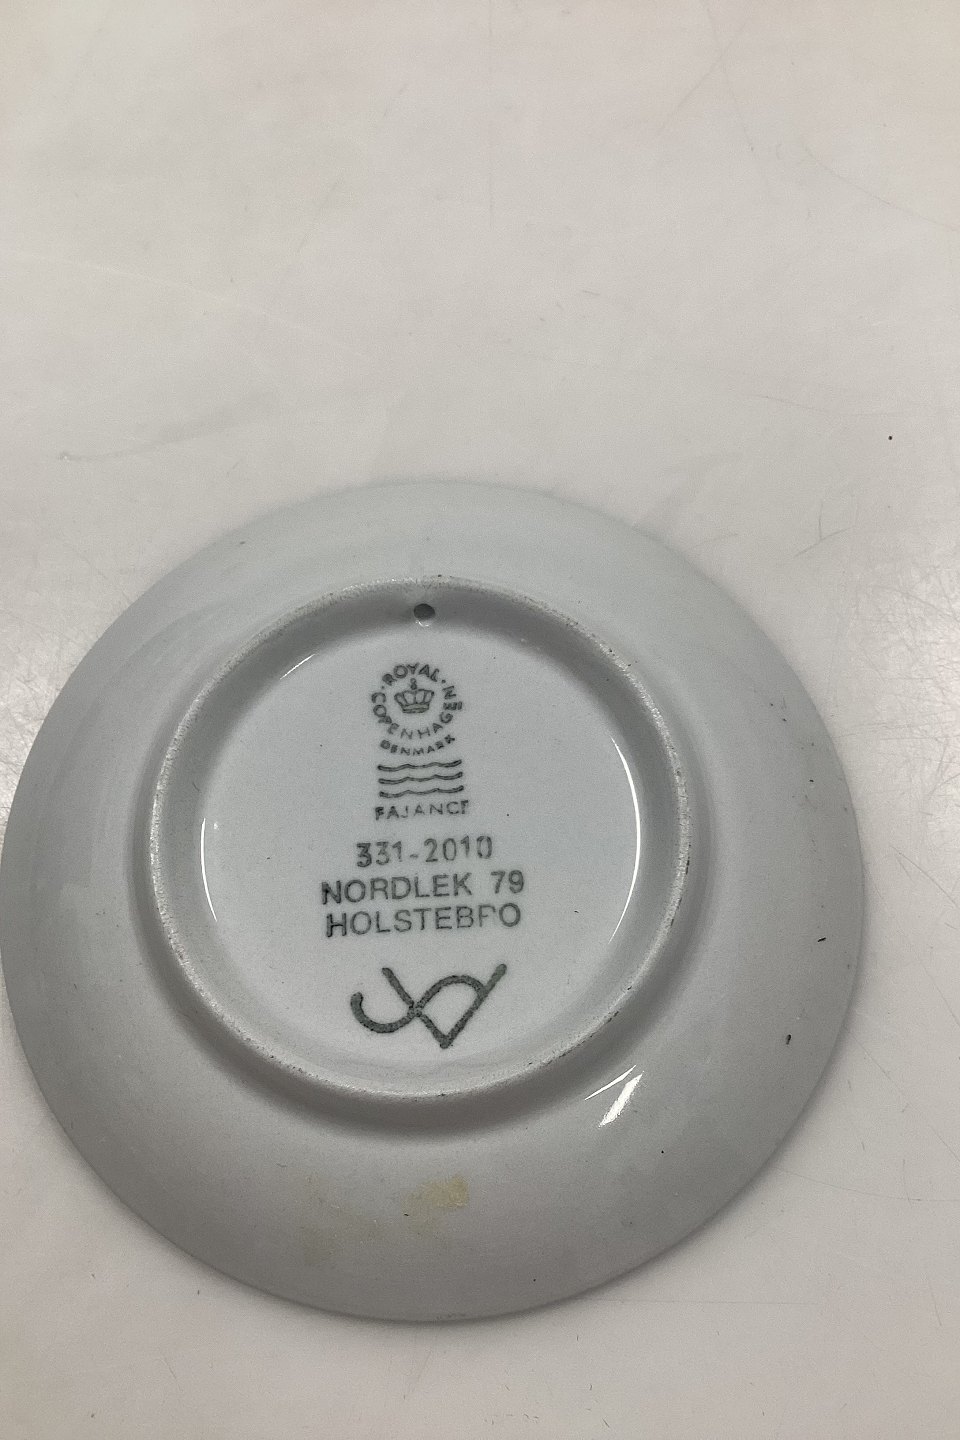 ROYAL COPENHAGEN
DENMARK
FAJANCE
331-2010
NORDLEK 79
HOLSTEBRO